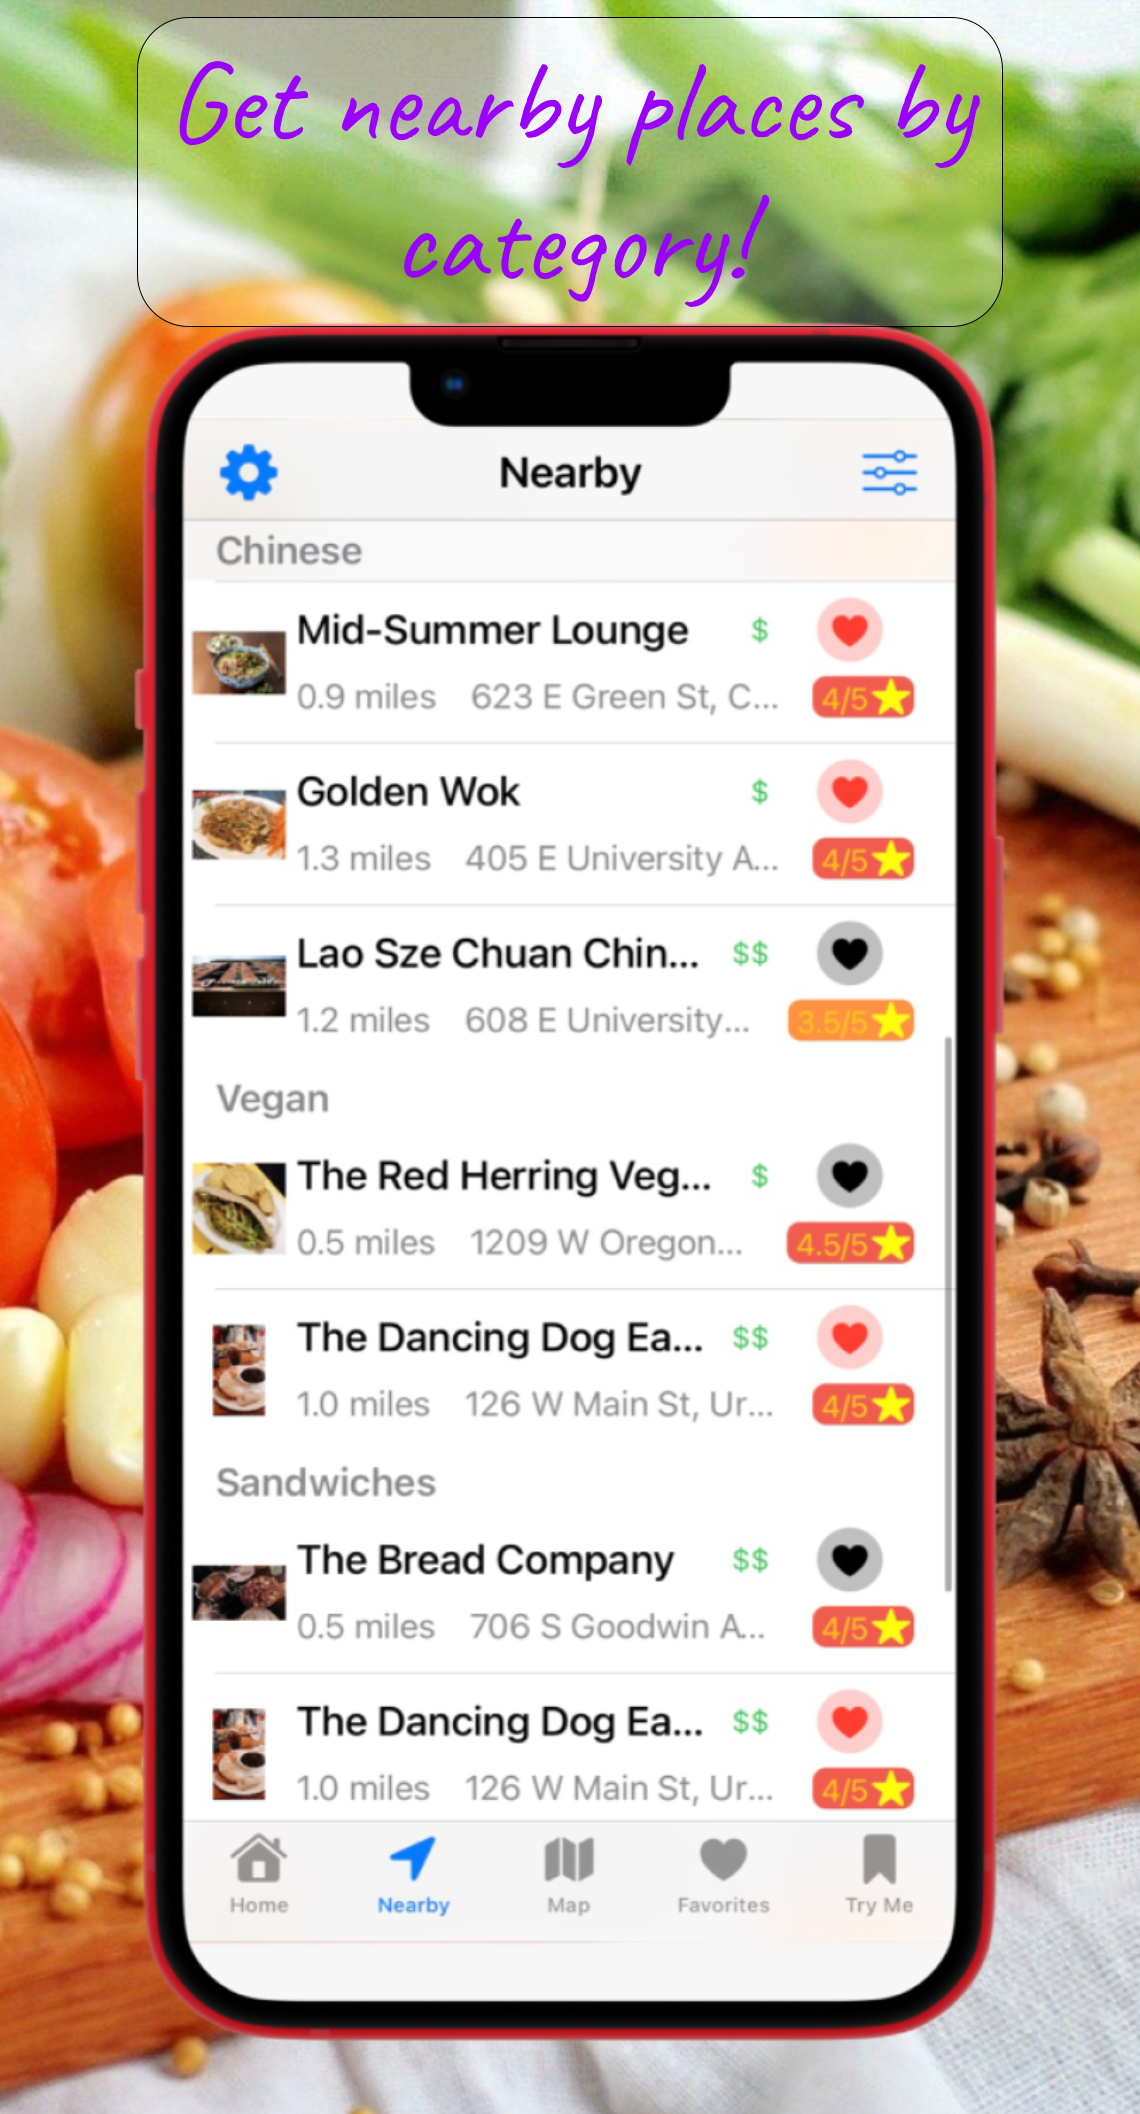 Get nearby places by
category!
Nearby
Chinese
Mid-Summer Lounge $
0.9 miles 623 E Green St, C... 4/5
Golden Wok $
1.3 miles 405 E University A... 4/5
Lao Sze Chuan Chin... $$
1.2 miles 608 E University... 3.5/5
Vegan
The Red Herring Veg... $
0.5 miles 1209 W Oregon... 4.5/5
The Dancing Dog Ea... $$
1.0 miles 126 W Main St, Ur... 4/5
Sandwiches
The Bread Company $$
0.5 miles 706 S Goodwin A... 4/5
The Dancing Dog Ea... $$
1.0 miles 126 W Main St, Ur... 4/5
Home Nearby Map Favorites Try Me